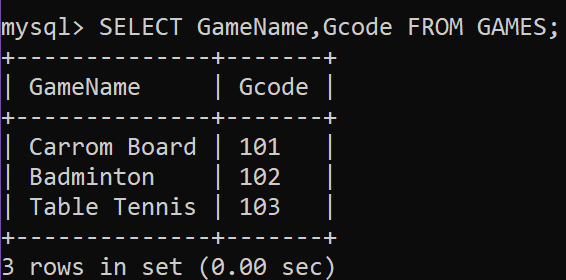 mysql> SELECT GameName,Gcode FROM GAMES;
+--------------+-------+
| GameName     | Gcode |
+--------------+-------+
| Carrom Board | 101   |
| Badminton    | 102   |
| Table Tennis | 103   |
+--------------+-------+
3 rows in set (0.00 sec)